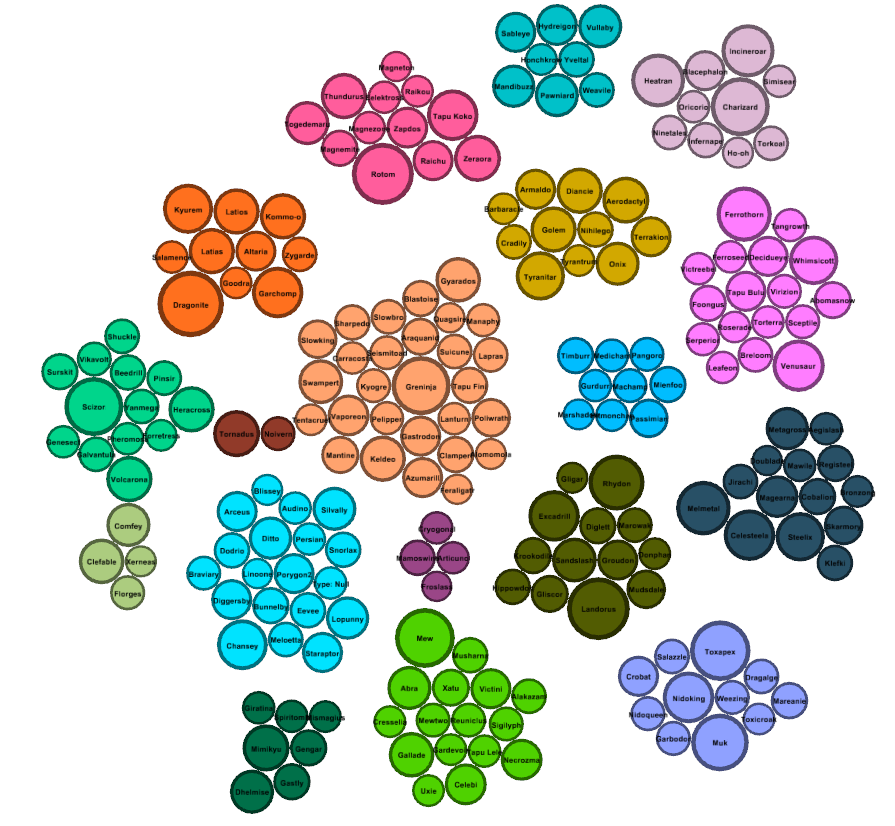 Sableye
Hydreigon
Vullaby
Honchkrow
Yveltal
Mandibuzz
Pawniard
Weavile
Incineroar
Heatran
Blacephalon
Simisear
Oricorio
Charizard
Ninetales
Infernape
Ho-oh
Torkoal
Magneton
Thundurus
Eelektross
Raikou
Togedemaru
Magnezone
Zapdos
Tapu Koko
Magnemite
Rotom
Raichu
Zeraora
Kyurem
Latios
Kommo-o
Salamence
Latias
Altaria
Zygarde
Dragonite
Goodra
Garchomp
Armaldo
Diancie
Aerodactyl
Barbaracle
Cradily
Golem
Nihilego
Terrakion
Tyranitar
Tyrantrum
Onix
Ferrothorn
Tangrowth
Victreebel
Ferroseed
Decidueye
Whimsicott
Foongus
Tapu Bulu
Virizion
Abomasnow
Serperior
Roserade
Torterra
Sceptile
Leafeon
Breloom
Venusaur
Gyarados
Blastoise
Sharpedo
Slowbro
Quagsire
Manaphy
Slowking
Carracosta
Seismitoad
Araquanid
Suicune
Lapras
Swampert
Kyogre
Greninja
Tapu Fini
Tentacruel
Vaporeon
Pelipper
Lanturn
Poliwrath
Gastrodon
Mantine
Keldeo
Clamperl
Alomomola
Azumarill
Feraligatr
Shuckle
Surskit
Vikavolt
Beedrill
Pinsir
Scizor
Yanmega
Heracross
Genesect
Galvantula
Pheromosa
Forretress
Volcarona
Tornadus
Noivern
Timburr
Medicham
Pangoro
Gurdurr
Machamp
Mienfoo
Marshadow
Hitmonchan
Passimian
Metagross
Aegislash
Doublade
Mawile
Registeel
Jirachi
Magearna
Cobalion
Bronzong
Melmetal
Celesteela
Steelix
Skarmory
Klefki
Comfey
Clefable
Xerneas
Florges
Blissey
Arceus
Audino
Silvally
Dodrio
Ditto
Persian
Snorlax
Braviary
Linoone
Porygon2
Type: Null
Diggersby
Bunnelby
Eevee
Lopunny
Chansey
Meloetta
Staraptor
Cryogonal
Mamoswine
Articuno
Froslass
Gligar
Rhydon
Excadrill
Diglett
Marowak
Krookodile
Sandslash
Groudon
Donphan
Hippowdon
Gliscor
Landorus
Mudsdale
Mew
Musharna
Abra
Xatu
Victini
Alakazam
Cresselia
Mewtwo
Reuniclus
Sigilyph
Gallade
Gardevoir
Tapu Lele
Necrozma
Uxie
Celebi
Crobat
Salazzle
Toxapex
Dragalge
Nidoking
Weezing
Mareanie
Nidoqueen
Toxicroak
Garbodor
Muk
Giratina
Spiritomb
Mismagius
Mimikyu
Gengar
Dhelmise
Gastly